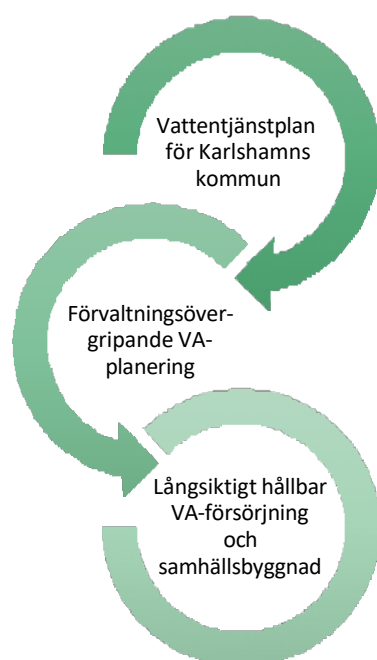 Vattentjänstplan
för Karlshamns
kommun
Förvaltningsöver-
gripande VA-
planering
Långsiktigt hållbar
VA-försörjning
och
samhällsbyggnad